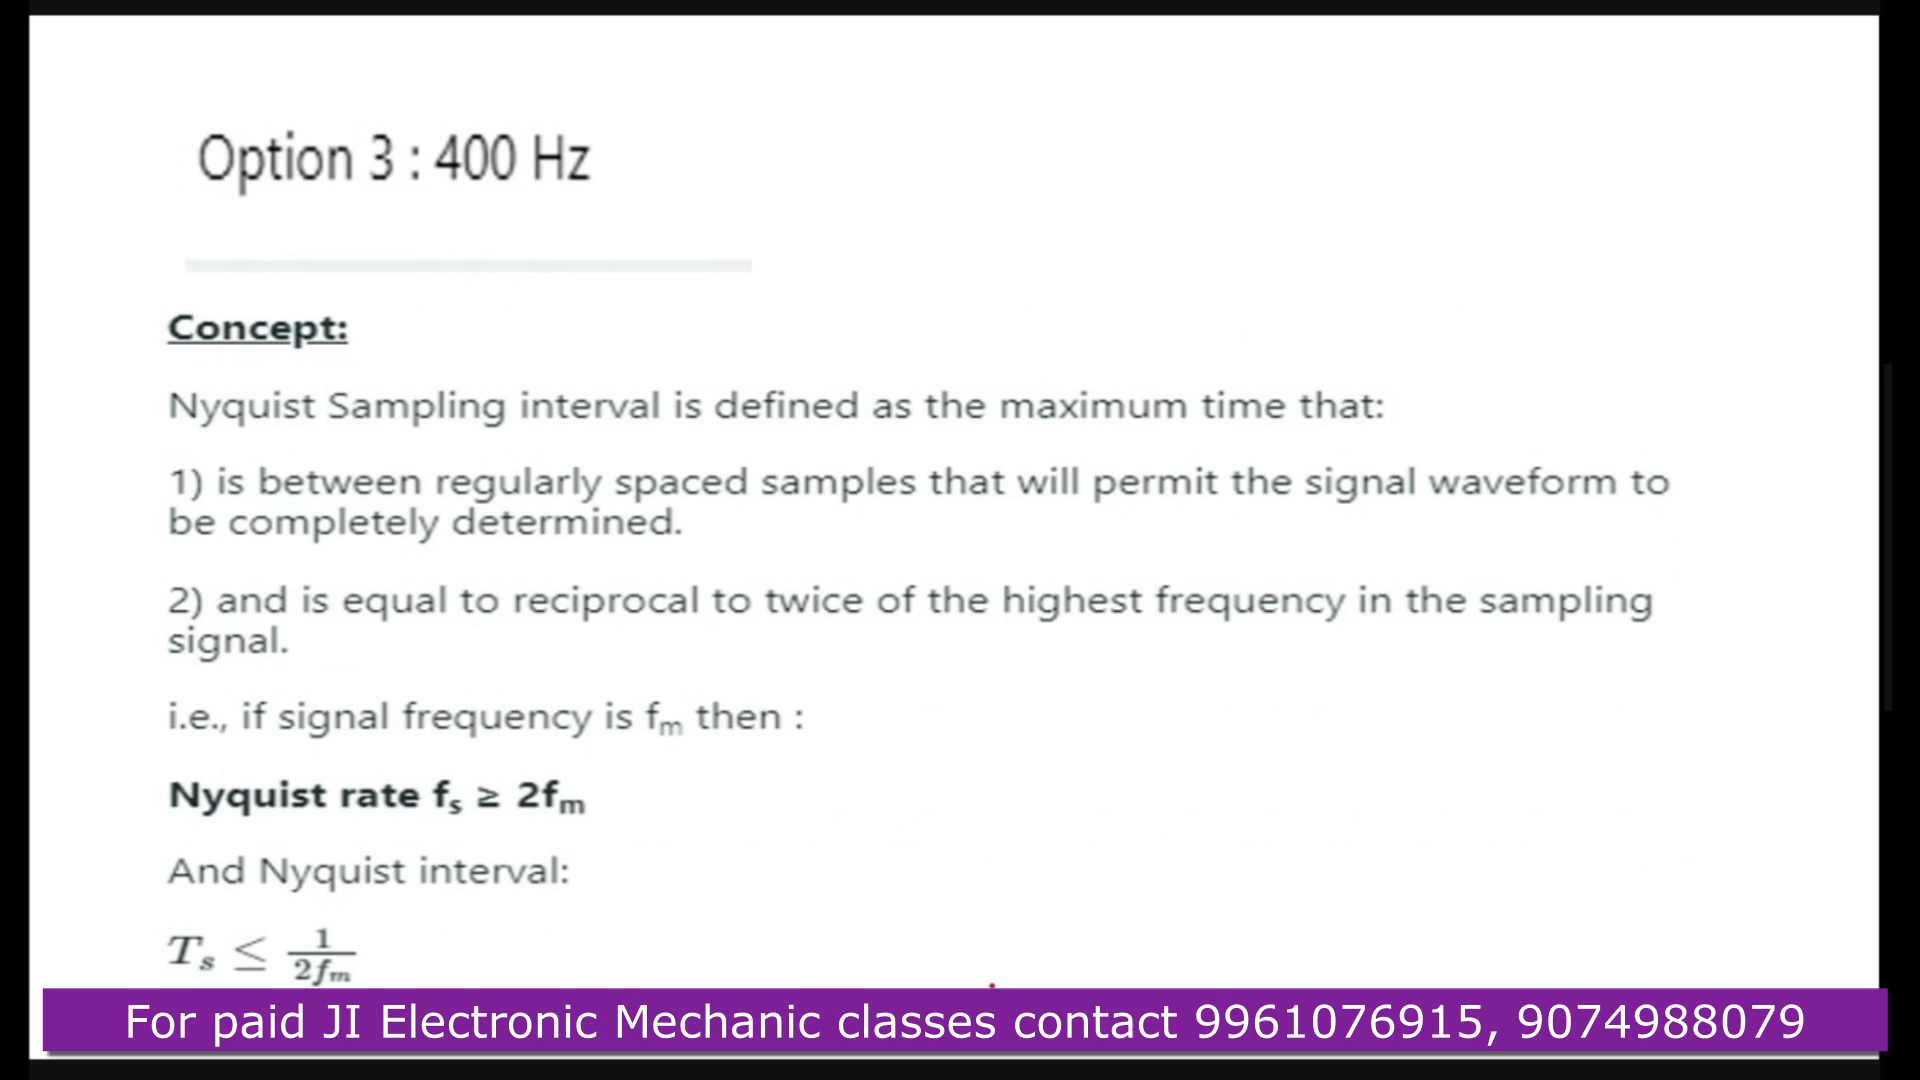 Option 3 : 400 Hz
Concept:
Nyquist Sampling interval is defined as the maximum time that:
1) is between regularly spaced samples that will permit the signal waveform to
be completely determined.
2) and is equal to reciprocal to twice of the highest frequency in the sampling
signal.
i.e., if signal frequency is fₘ then :
Nyquist rate fₛ ≥ 2fₘ
And Nyquist interval:
Tₛ ≤ 1/2fₘ
For paid JI Electronic Mechanic classes contact 9961076915, 9074988079